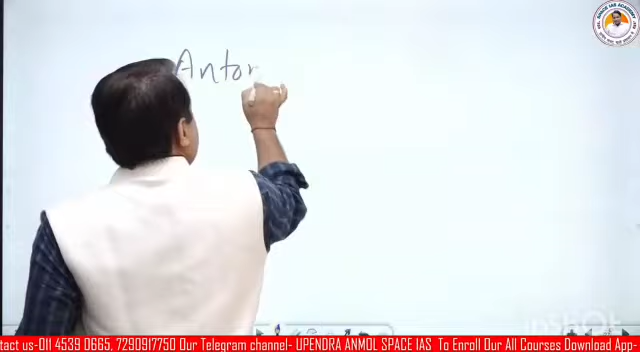 Antor
tact us-011 4539 0665, 7290917750 Our Telegram channel- UPENDRA ANMOL SPACE IAS To Enroll Our All Courses Download App-